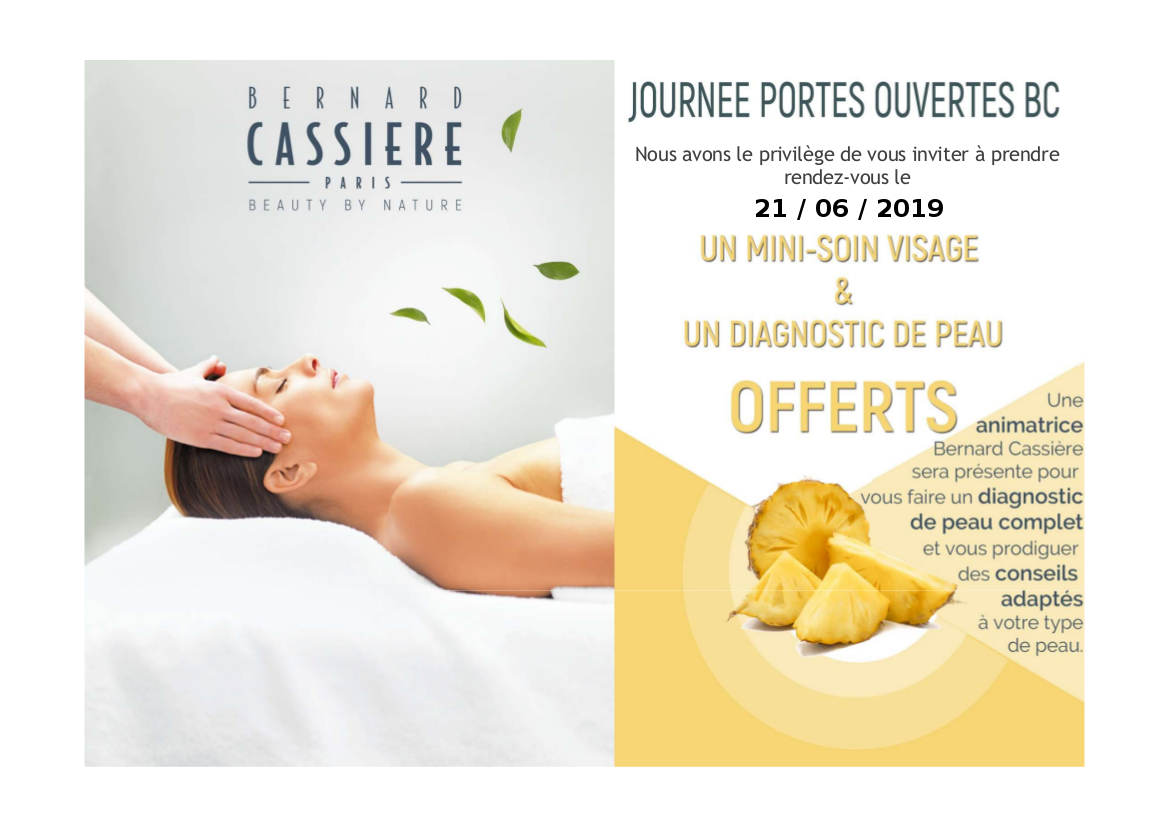 BERNARD
CASSIERE
PARIS
BEAUTY BY NATURE
JOURNEE PORTES OUVERTES BC
Nous avons le privilège de vous inviter à prendre
rendez-vous le
21 / 06 / 2019
UN MINI-SOIN VISAGE
&
UN DIAGNOSTIC DE PEAU
OFFERTS
Une
animatrice
Bernard Cassière
sera présente pour
vous faire un diagnostic
de peau complet
et vous prodiguer
des conseils
adaptés
à votre type
de peau.